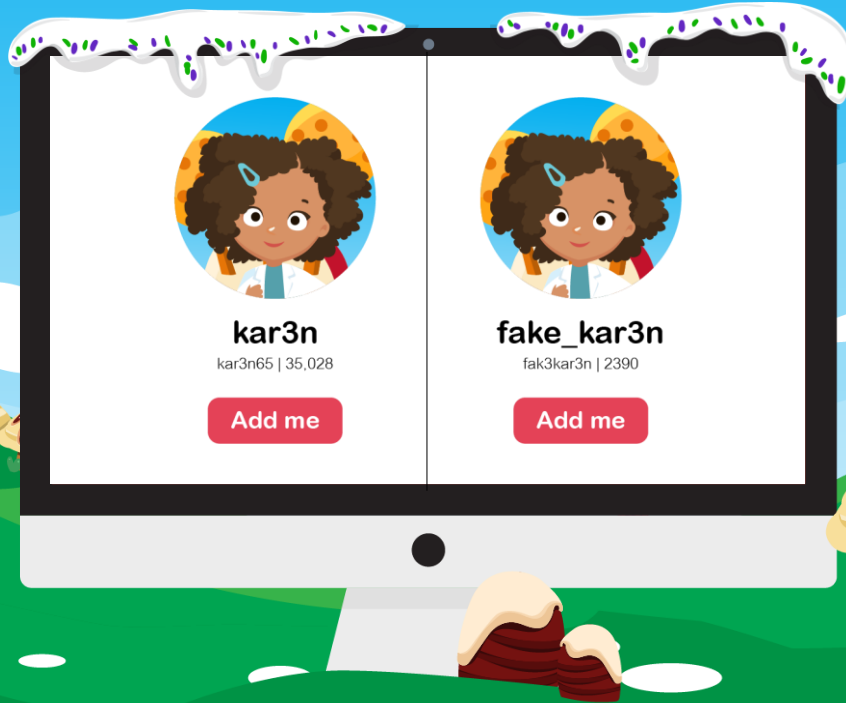 kar3n
kar3n65 | 35,028
Add me
fake_kar3n
fak3kar3n | 2390
Add me